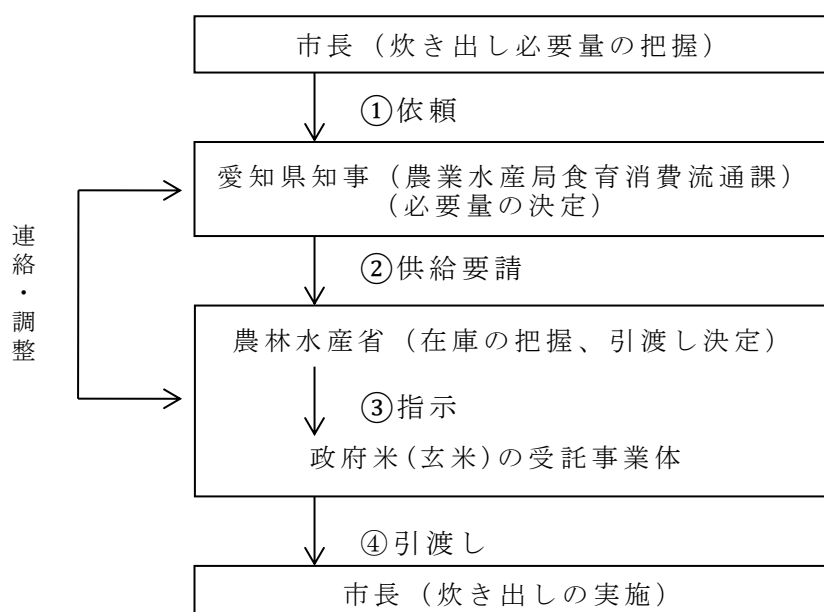 市長（炊き出し必要量の把握）
①依頼
愛知県知事（農業水産局食育消費流通課）
（必要量の決定）
連絡・調整
②供給要請
農林水産省（在庫の把握、引渡し決定）
③指示
政府米(玄米)の受託事業体
④引渡し
市長（炊き出しの実施）